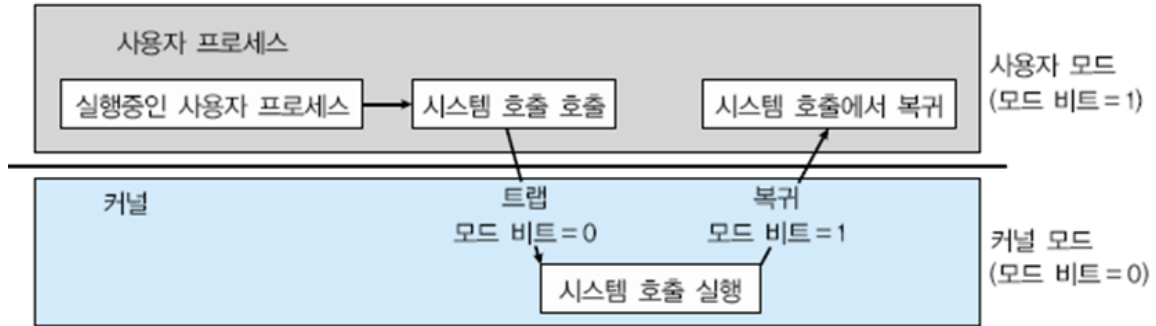 사용자 프로세스
실행중인 사용자 프로세스
시스템 호출 호출
시스템 호출에서 복귀
사용자 모드
(모드 비트=1)
커널
트랩
모드 비트=0
복귀
모드 비트=1
시스템 호출 실행
커널 모드
(모드 비트=0)